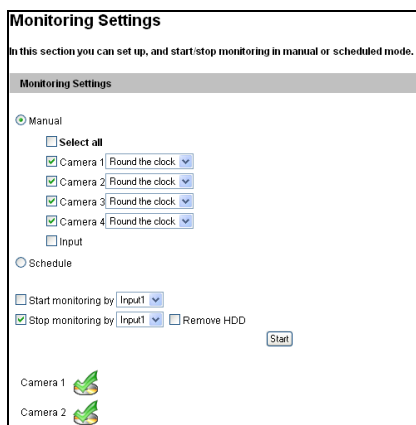 Monitoring Settings
In this section you can set up, and start/stop monitoring in manual or scheduled mode.
Monitoring Settings
Manual
Select all
Camera 1 Round the clock
Camera 2 Round the clock
Camera 3 Round the clock
Camera 4 Round the clock
Input
Schedule
Start monitoring by Input1
Stop monitoring by Input1 Remove HDD
Start
Camera 1
Camera 2